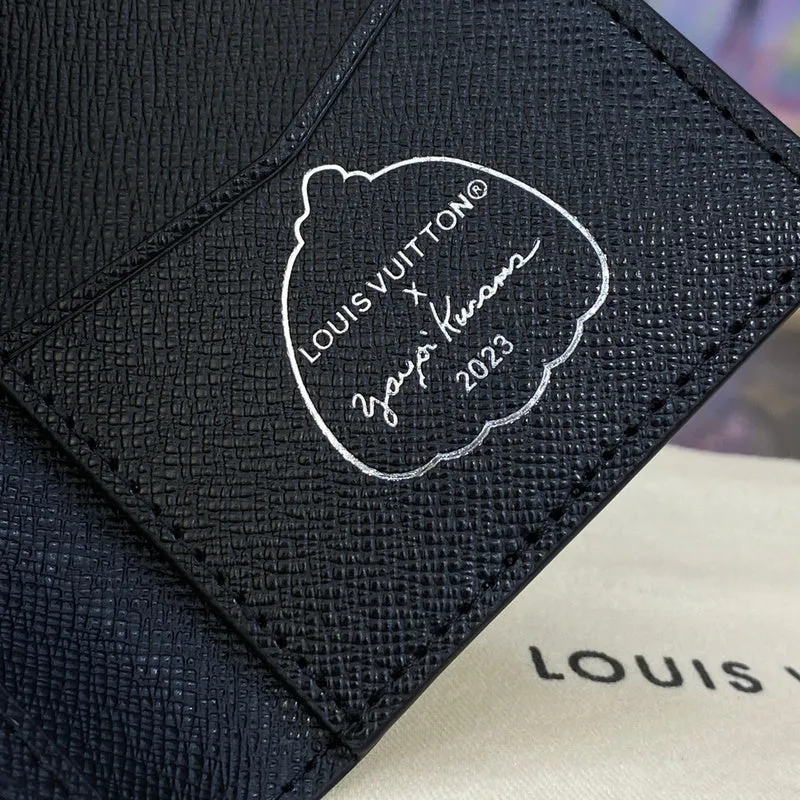 LOUIS VUITTON®
X
Yayoi Kusama
2023
LOUIS V